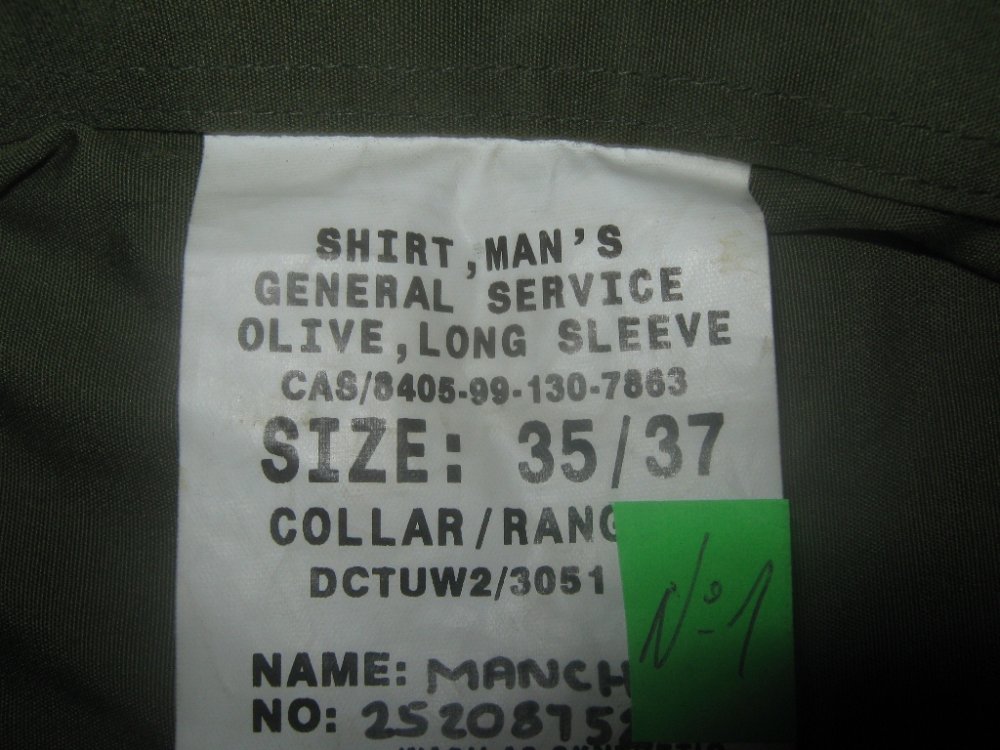 SHIRT,MAN'S
GENERAL SERVICE
OLIVE,LONG SLEEVE
CAS/8405-99-130-7863
SIZE: 35/37
COLLAR/RANG
DCTUW2/3051
Nº1
NAME: MANCH
NO: 2520875